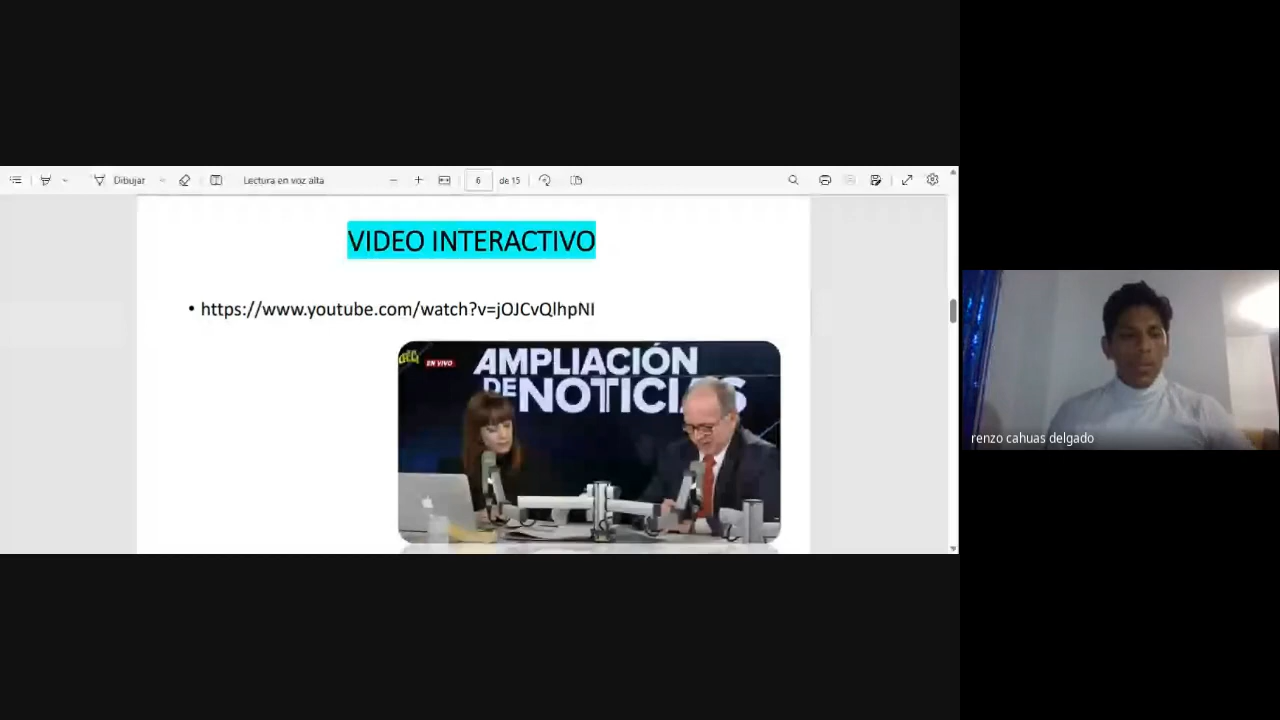 Dibujar
Lectura en voz alta
6 de 15
VIDEO INTERACTIVO
• https://www.youtube.com/watch?v=jOJCvQlhpNI
EN VIVO
AMPLIACIÓN
DE NOTICIAS
renzo cahuas delgado